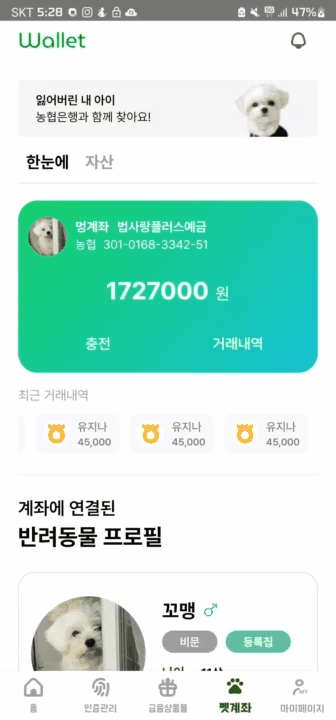 SKT 5:28
47%
Wallet
잃어버린 내 아이
농협은행과 함께 찾아요!
한눈에 자산
멍계좌 법사랑플러스예금
농협 301-0168-3342-51
1727000 원
충전 거래내역
최근 거래내역
유지나 유지나 유지나
45,000 45,000 45,000
계좌에 연결된
반려동물 프로필
꼬맹 ♂
비문 등록칩
홈 인증관리 금융상품몰 펫계좌 마이페이지